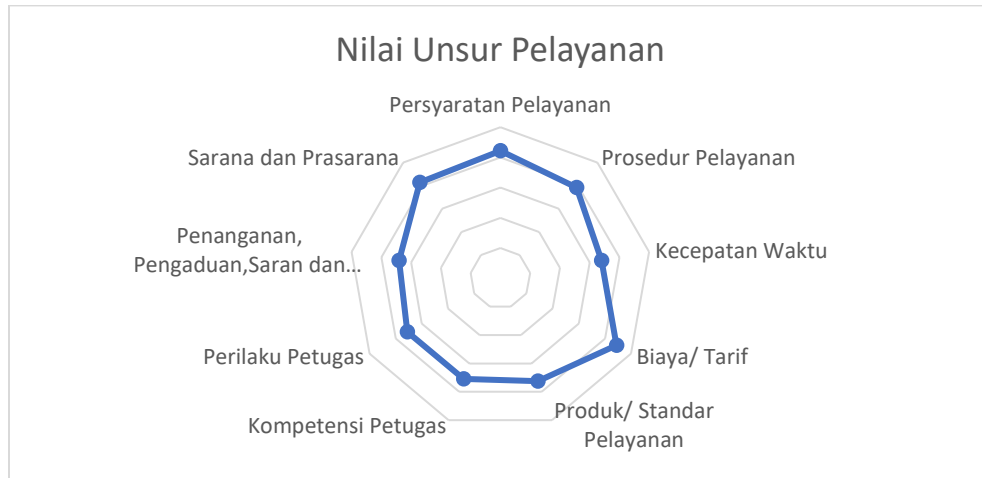 Nilai Unsur Pelayanan
Persyaratan Pelayanan
Prosedur Pelayanan
Kecepatan Waktu
Biaya/ Tarif
Produk/ Standar
Pelayanan
Kompetensi Petugas
Perilaku Petugas
Penanganan,
Pengaduan,Saran dan...
Sarana dan Prasarana